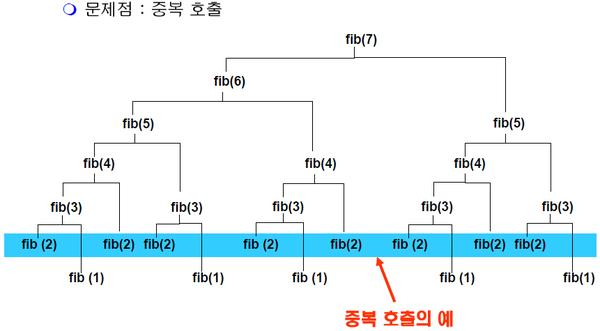 문제점 : 중복 호출
fib(7)
fib(6)
fib(5) fib(5)
fib(4) fib(4) fib(4)
fib(3) fib(3) fib(3) fib(3) fib(3)
fib (2) fib(2) fib(2) fib (2) fib(2) fib (2) fib(2) fib(2)
fib (1) fib(1) fib (1) fib (1) fib(1)
중복 호출의 예